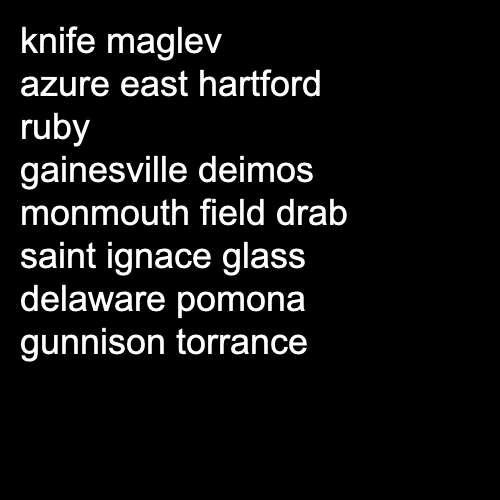 knife maglev
azure east hartford
ruby
gainesville deimos
monmouth field drab
saint ignace glass
delaware pomona
gunnison torrance